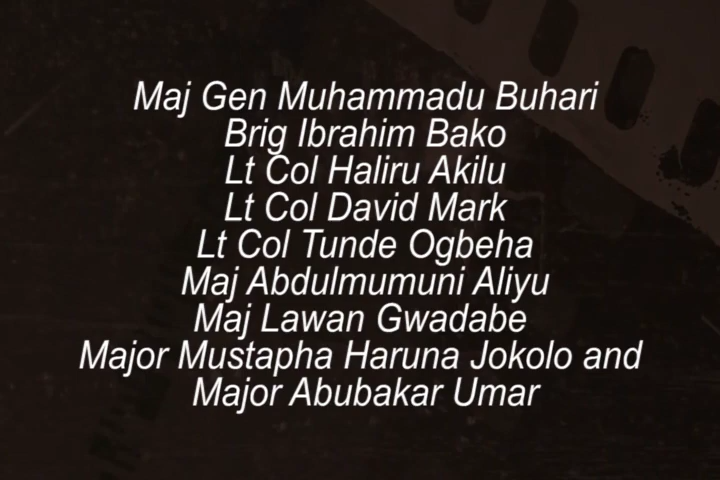 Maj Gen Muhammadu Buhari
Brig Ibrahim Bako
Lt Col Haliru Akilu
Lt Col David Mark
Lt Col Tunde Ogbeha
Maj Abdulmumuni Aliyu
Maj Lawan Gwadabe
Major Mustapha Haruna Jokolo and
Major Abubakar Umar